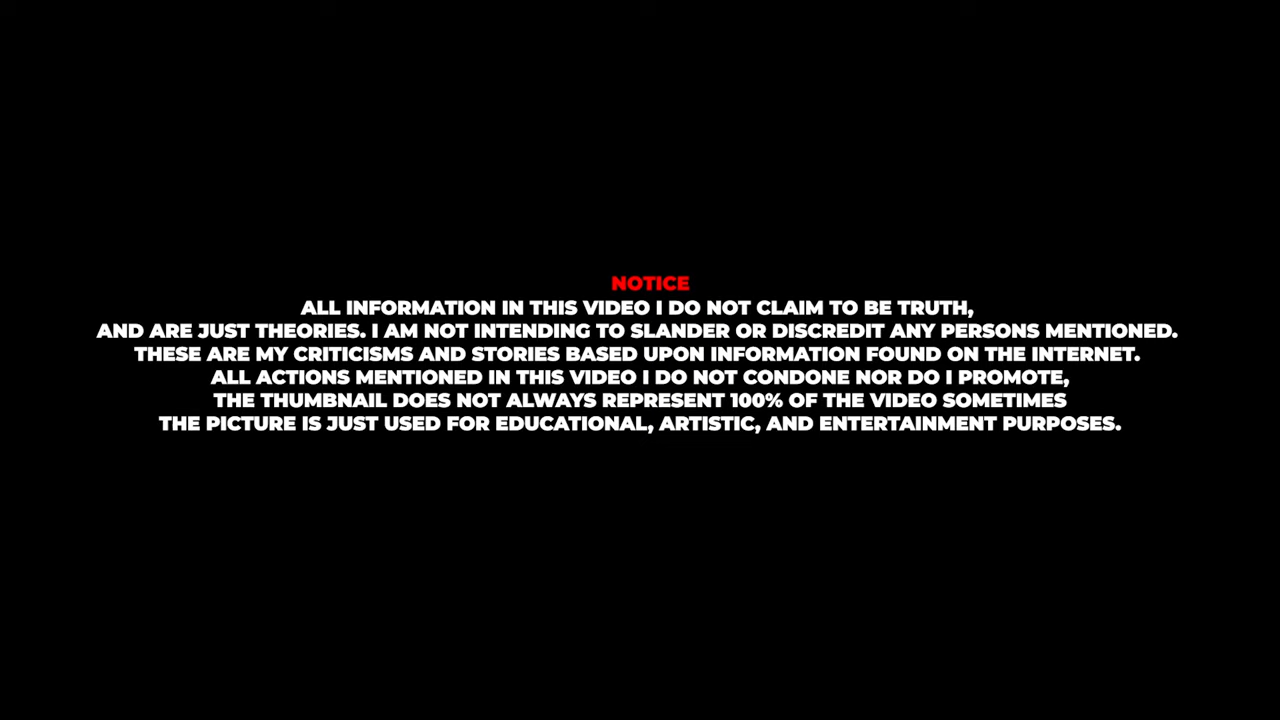 NOTICE
ALL INFORMATION IN THIS VIDEO I DO NOT CLAIM TO BE TRUTH,
AND ARE JUST THEORIES. I AM NOT INTENDING TO SLANDER OR DISCREDIT ANY PERSONS MENTIONED.
THESE ARE MY CRITICISMS AND STORIES BASED UPON INFORMATION FOUND ON THE INTERNET.
ALL ACTIONS MENTIONED IN THIS VIDEO I DO NOT CONDONE NOR DO I PROMOTE,
THE THUMBNAIL DOES NOT ALWAYS REPRESENT 100% OF THE VIDEO SOMETIMES
THE PICTURE IS JUST USED FOR EDUCATIONAL, ARTISTIC, AND ENTERTAINMENT PURPOSES.